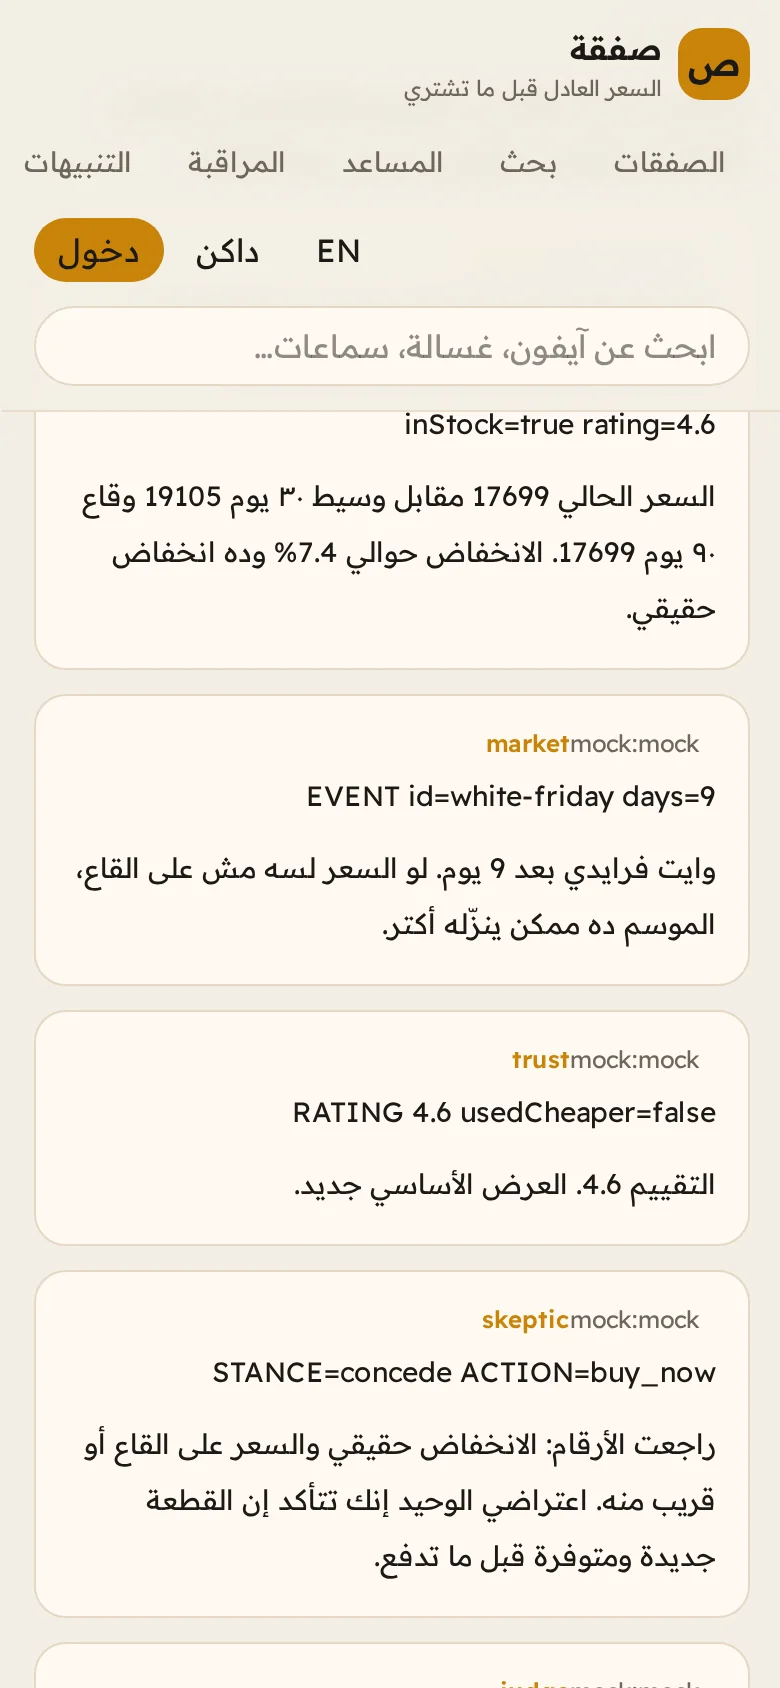 ص
صفقة
السعر العادل قبل ما تشتري
الصفقات بحث المساعد المراقبة التنبيهات
EN داكن دخول
ابحث عن آيفون، غسالة، سماعات...
inStock=true rating=4.6
السعر الحالي 17699 مقابل وسيط ٣٠ يوم 19105 وقاع
٩٠ يوم 17699. الانخفاض حوالي 7.4% وده انخفاض
حقيقي.
marketmock:mock
EVENT id=white-friday days=9
وايت فرايدي بعد 9 يوم. لو السعر لسه مش على القاع،
الموسم ده ممكن ينزّله أكتر.
trustmock:mock
RATING 4.6 usedCheaper=false
التقييم 4.6. العرض الأساسي جديد.
skepticmock:mock
STANCE=concede ACTION=buy_now
راجعت الأرقام: الانخفاض حقيقي والسعر على القاع أو
قريب منه. اعتراضي الوحيد إنك تتأكد إن القطعة
جديدة ومتوفرة قبل ما تدفع.